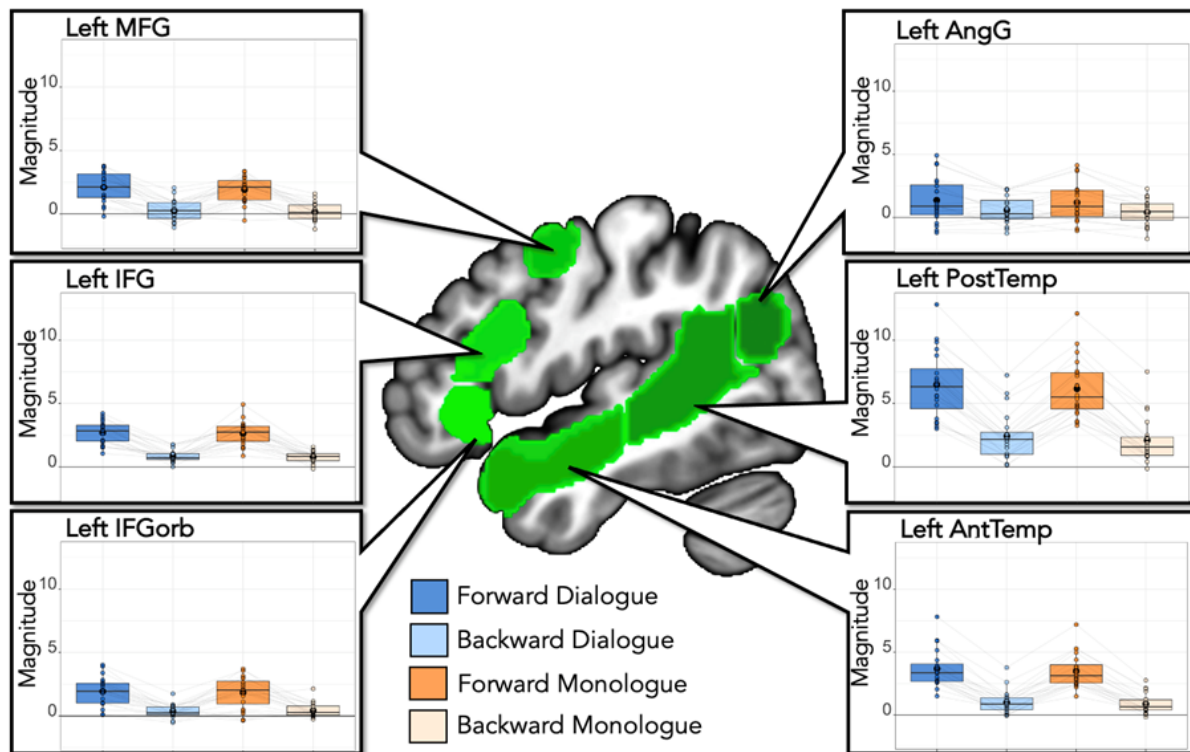 Left MFG
Magnitude
10
5
0
Left IFG
Magnitude
10
5
0
Left IFGorb
Magnitude
10
5
0
Left AngG
Magnitude
10
5
0
Left PostTemp
Magnitude
10
5
0
Left AntTemp
Magnitude
10
5
0
Forward Dialogue
Backward Dialogue
Forward Monologue
Backward Monologue